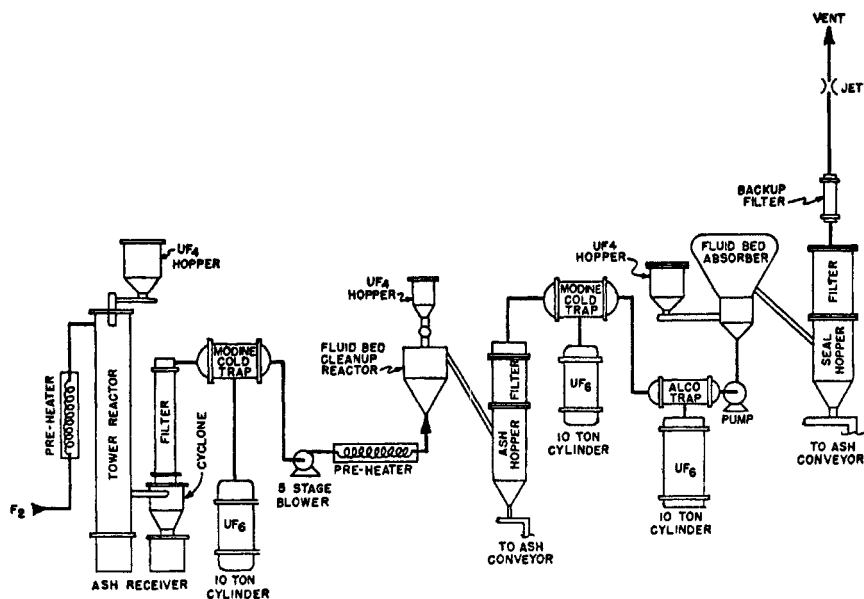 VENT
JET
BACKUP
FILTER
UF4
HOPPER
FLUID BED
ABSORBER
FILTER
SEAL
HOPPER
TO ASH
CONVEYOR
UF4
HOPPER
PRE-HEATER
TOWER REACTOR
F2
FILTER
CYCLONE
ASH RECEIVER
MODINE
COLD
TRAP
UF6
10 TON
CYLINDER
5 STAGE
BLOWER
PRE-HEATER
UF4
HOPPER
FLUID BED
CLEANUP
REACTOR
FILTER
ASH
HOPPER
TO ASH
CONVEYOR
MODINE
COLD
TRAP
UF6
10 TON
CYLINDER
ALCO
TRAP
PUMP
UF6
10 TON
CYLINDER